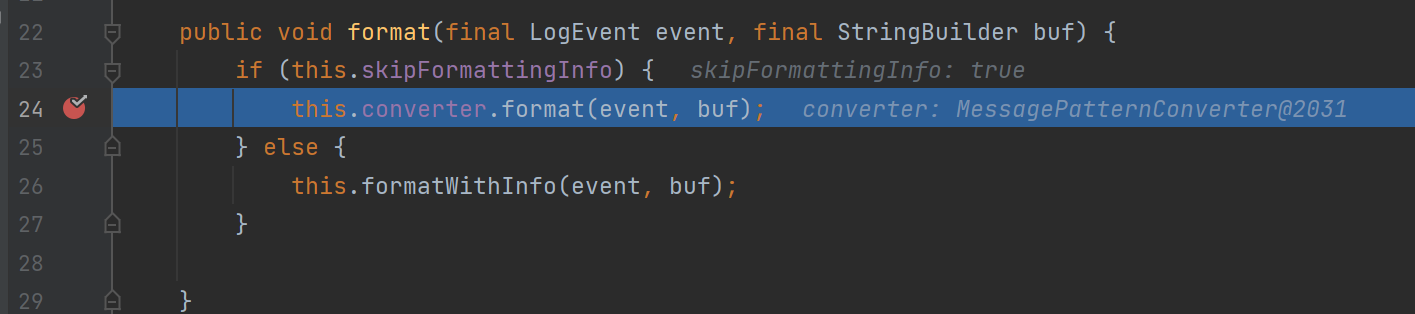 22 public void format(final LogEvent event, final StringBuilder buf) {
23 if (this.skipFormattingInfo) { skipFormattingInfo: true
24 this.converter.format(event, buf); converter: MessagePatternConverter@2031
25 } else {
26 this.formatWithInfo(event, buf);
27 }
28
29 }